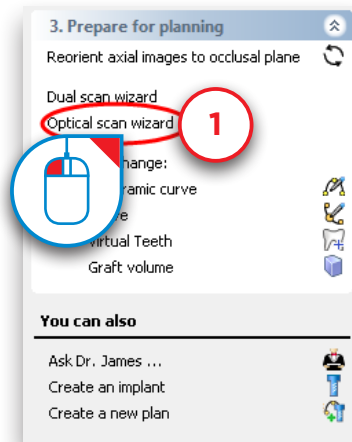 3. Prepare for planning
Reorient axial images to occlusal plane
Dual scan wizard
Optical scan wizard
1
hange:
ramic curve
e
Virtual Teeth
Graft volume
You can also
Ask Dr. James ...
Create an implant
Create a new plan